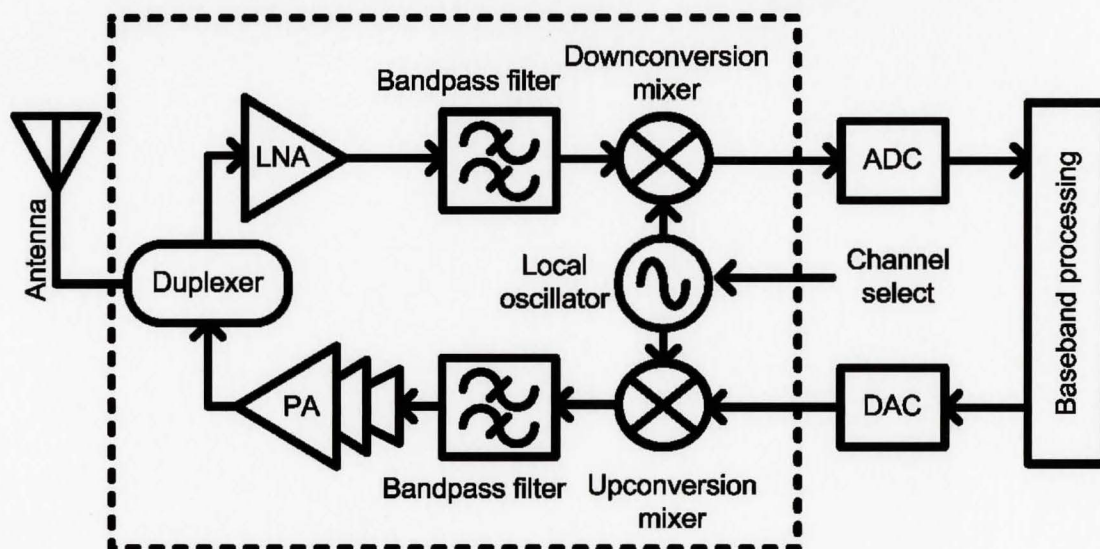 Downconversion
mixer
Bandpass filter
LNA
ADC
Antenna
Duplexer
Local
oscillator
Channel
select
Baseband processing
PA
DAC
Bandpass filter
Upconversion
mixer